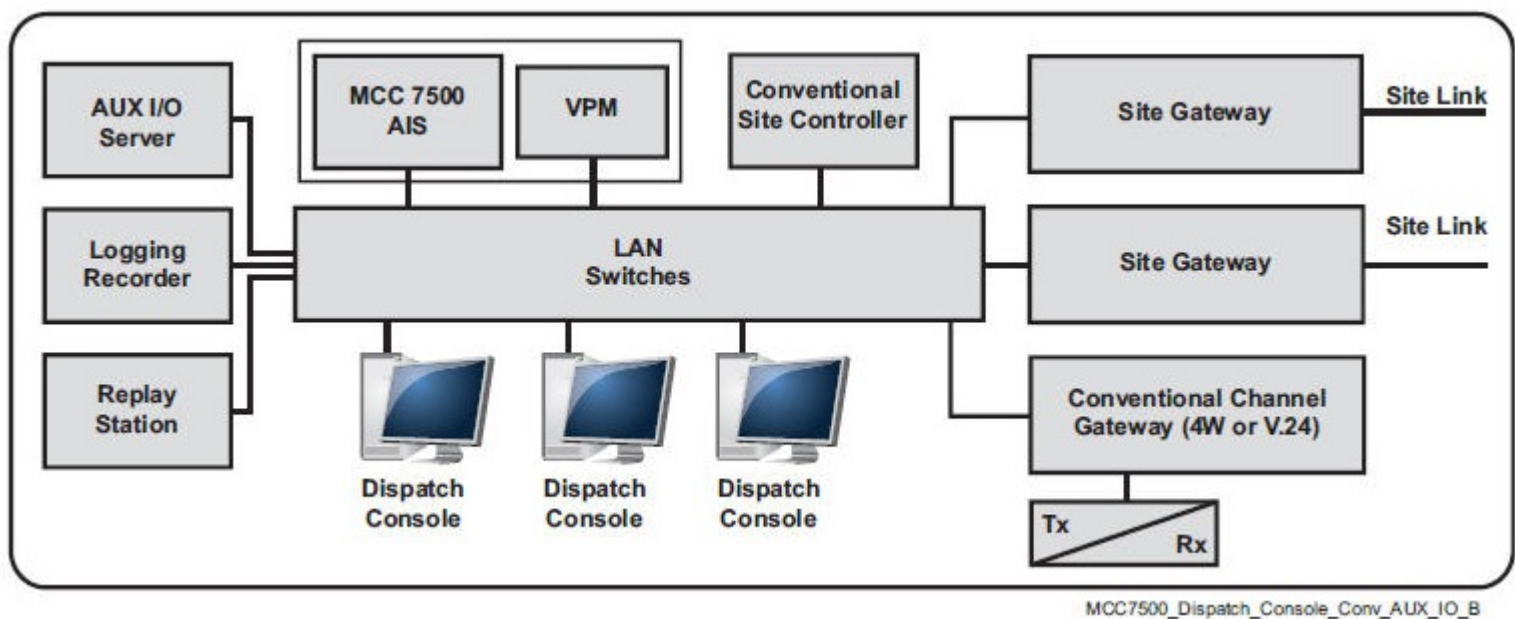 AUX I/O
Server
MCC 7500
AIS
VPM
Conventional
Site Controller
Site Gateway
Site Link
Logging
Recorder
LAN
Switches
Site Gateway
Site Link
Replay
Station
Dispatch
Console
Dispatch
Console
Dispatch
Console
Conventional Channel
Gateway (4W or V.24)
Tx
Rx
MCC7500_Dispatch_Console_Conv_AUX_IO_B